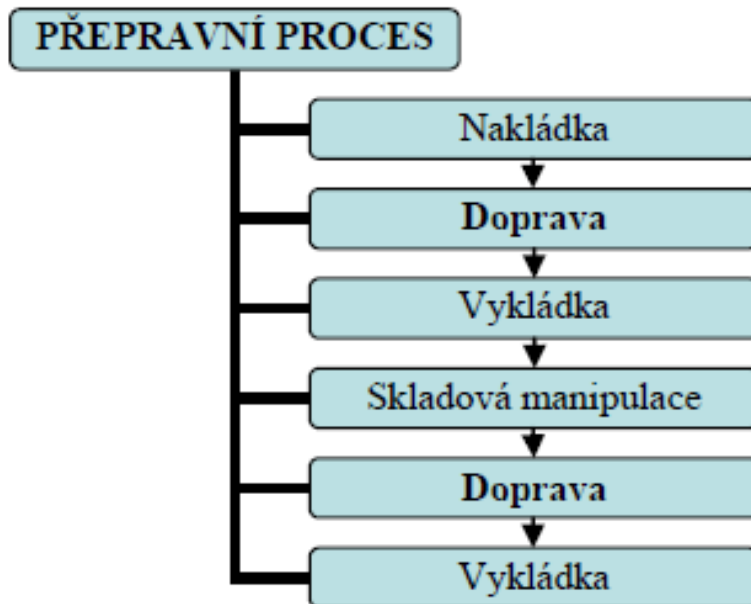 PŘEPRAVNÍ PROCES
Nakládka
Doprava
Vykládka
Skladová manipulace
Doprava
Vykládka